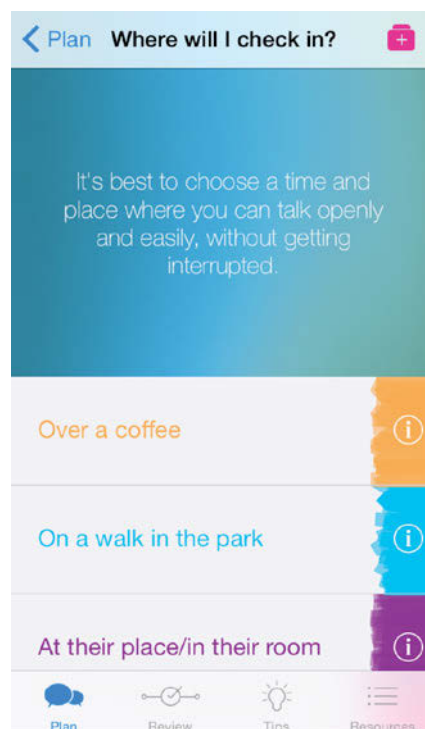 Plan
Where will I check in?
It's best to choose a time and
place where you can talk openly
and easily, without getting
interrupted.
Over a coffee
On a walk in the park
At their place/in their room
Plan Review Tips Resources